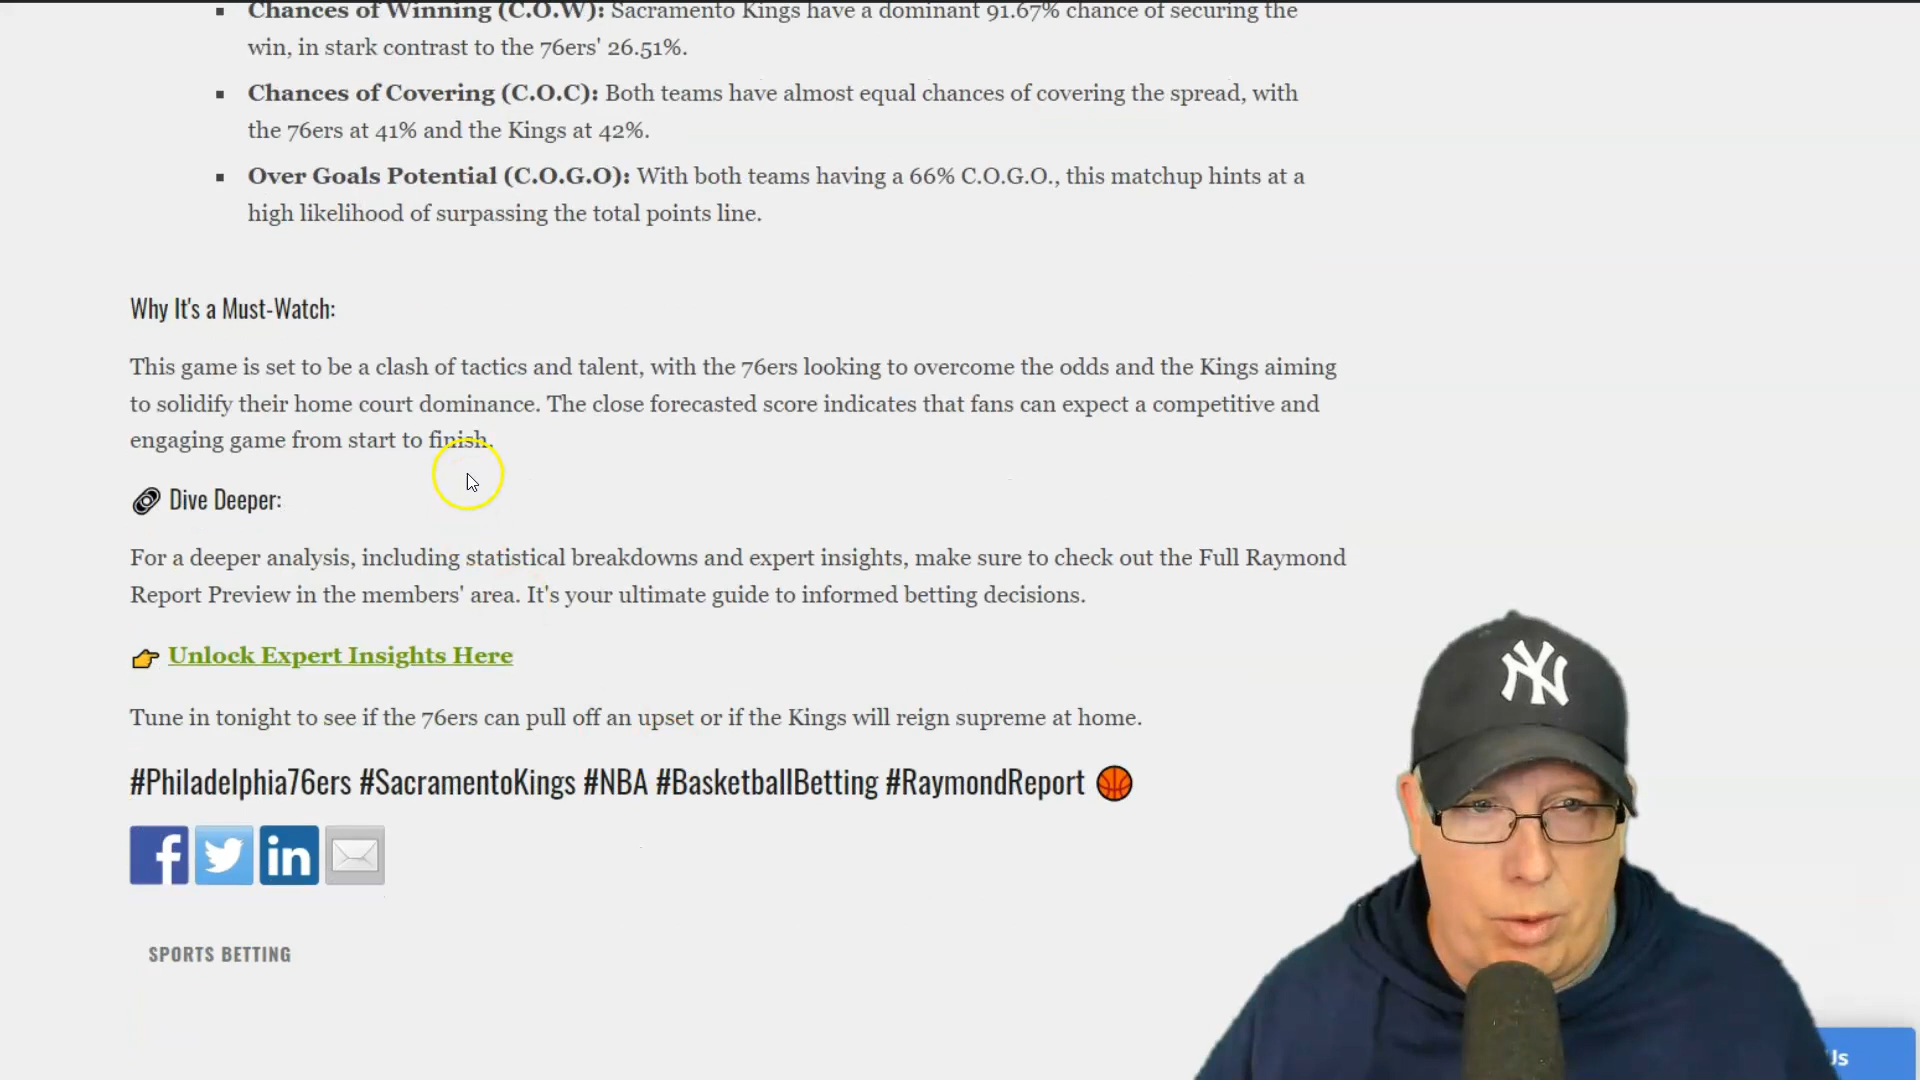 Chances of Winning (C.O.W): Sacramento Kings have a dominant 91.67% chance of securing the
win, in stark contrast to the 76ers' 26.51%.
Chances of Covering (C.O.C): Both teams have almost equal chances of covering the spread, with
the 76ers at 41% and the Kings at 42%.
Over Goals Potential (C.O.G.O): With both teams having a 66% C.O.G.O., this matchup hints at a
high likelihood of surpassing the total points line.
Why It's a Must-Watch:
This game is set to be a clash of tactics and talent, with the 76ers looking to overcome the odds and the Kings aiming
to solidify their home court dominance. The close forecasted score indicates that fans can expect a competitive and
engaging game from start to finish.
Dive Deeper:
For a deeper analysis, including statistical breakdowns and expert insights, make sure to check out the Full Raymond
Report Preview in the members' area. It's your ultimate guide to informed betting decisions.
Unlock Expert Insights Here
Tune in tonight to see if the 76ers can pull off an upset or if the Kings will reign supreme at home.
#Philadelphia76ers #SacramentoKings #NBA #BasketballBetting #RaymondReport
f in
SPORTS BETTING
NY
Us